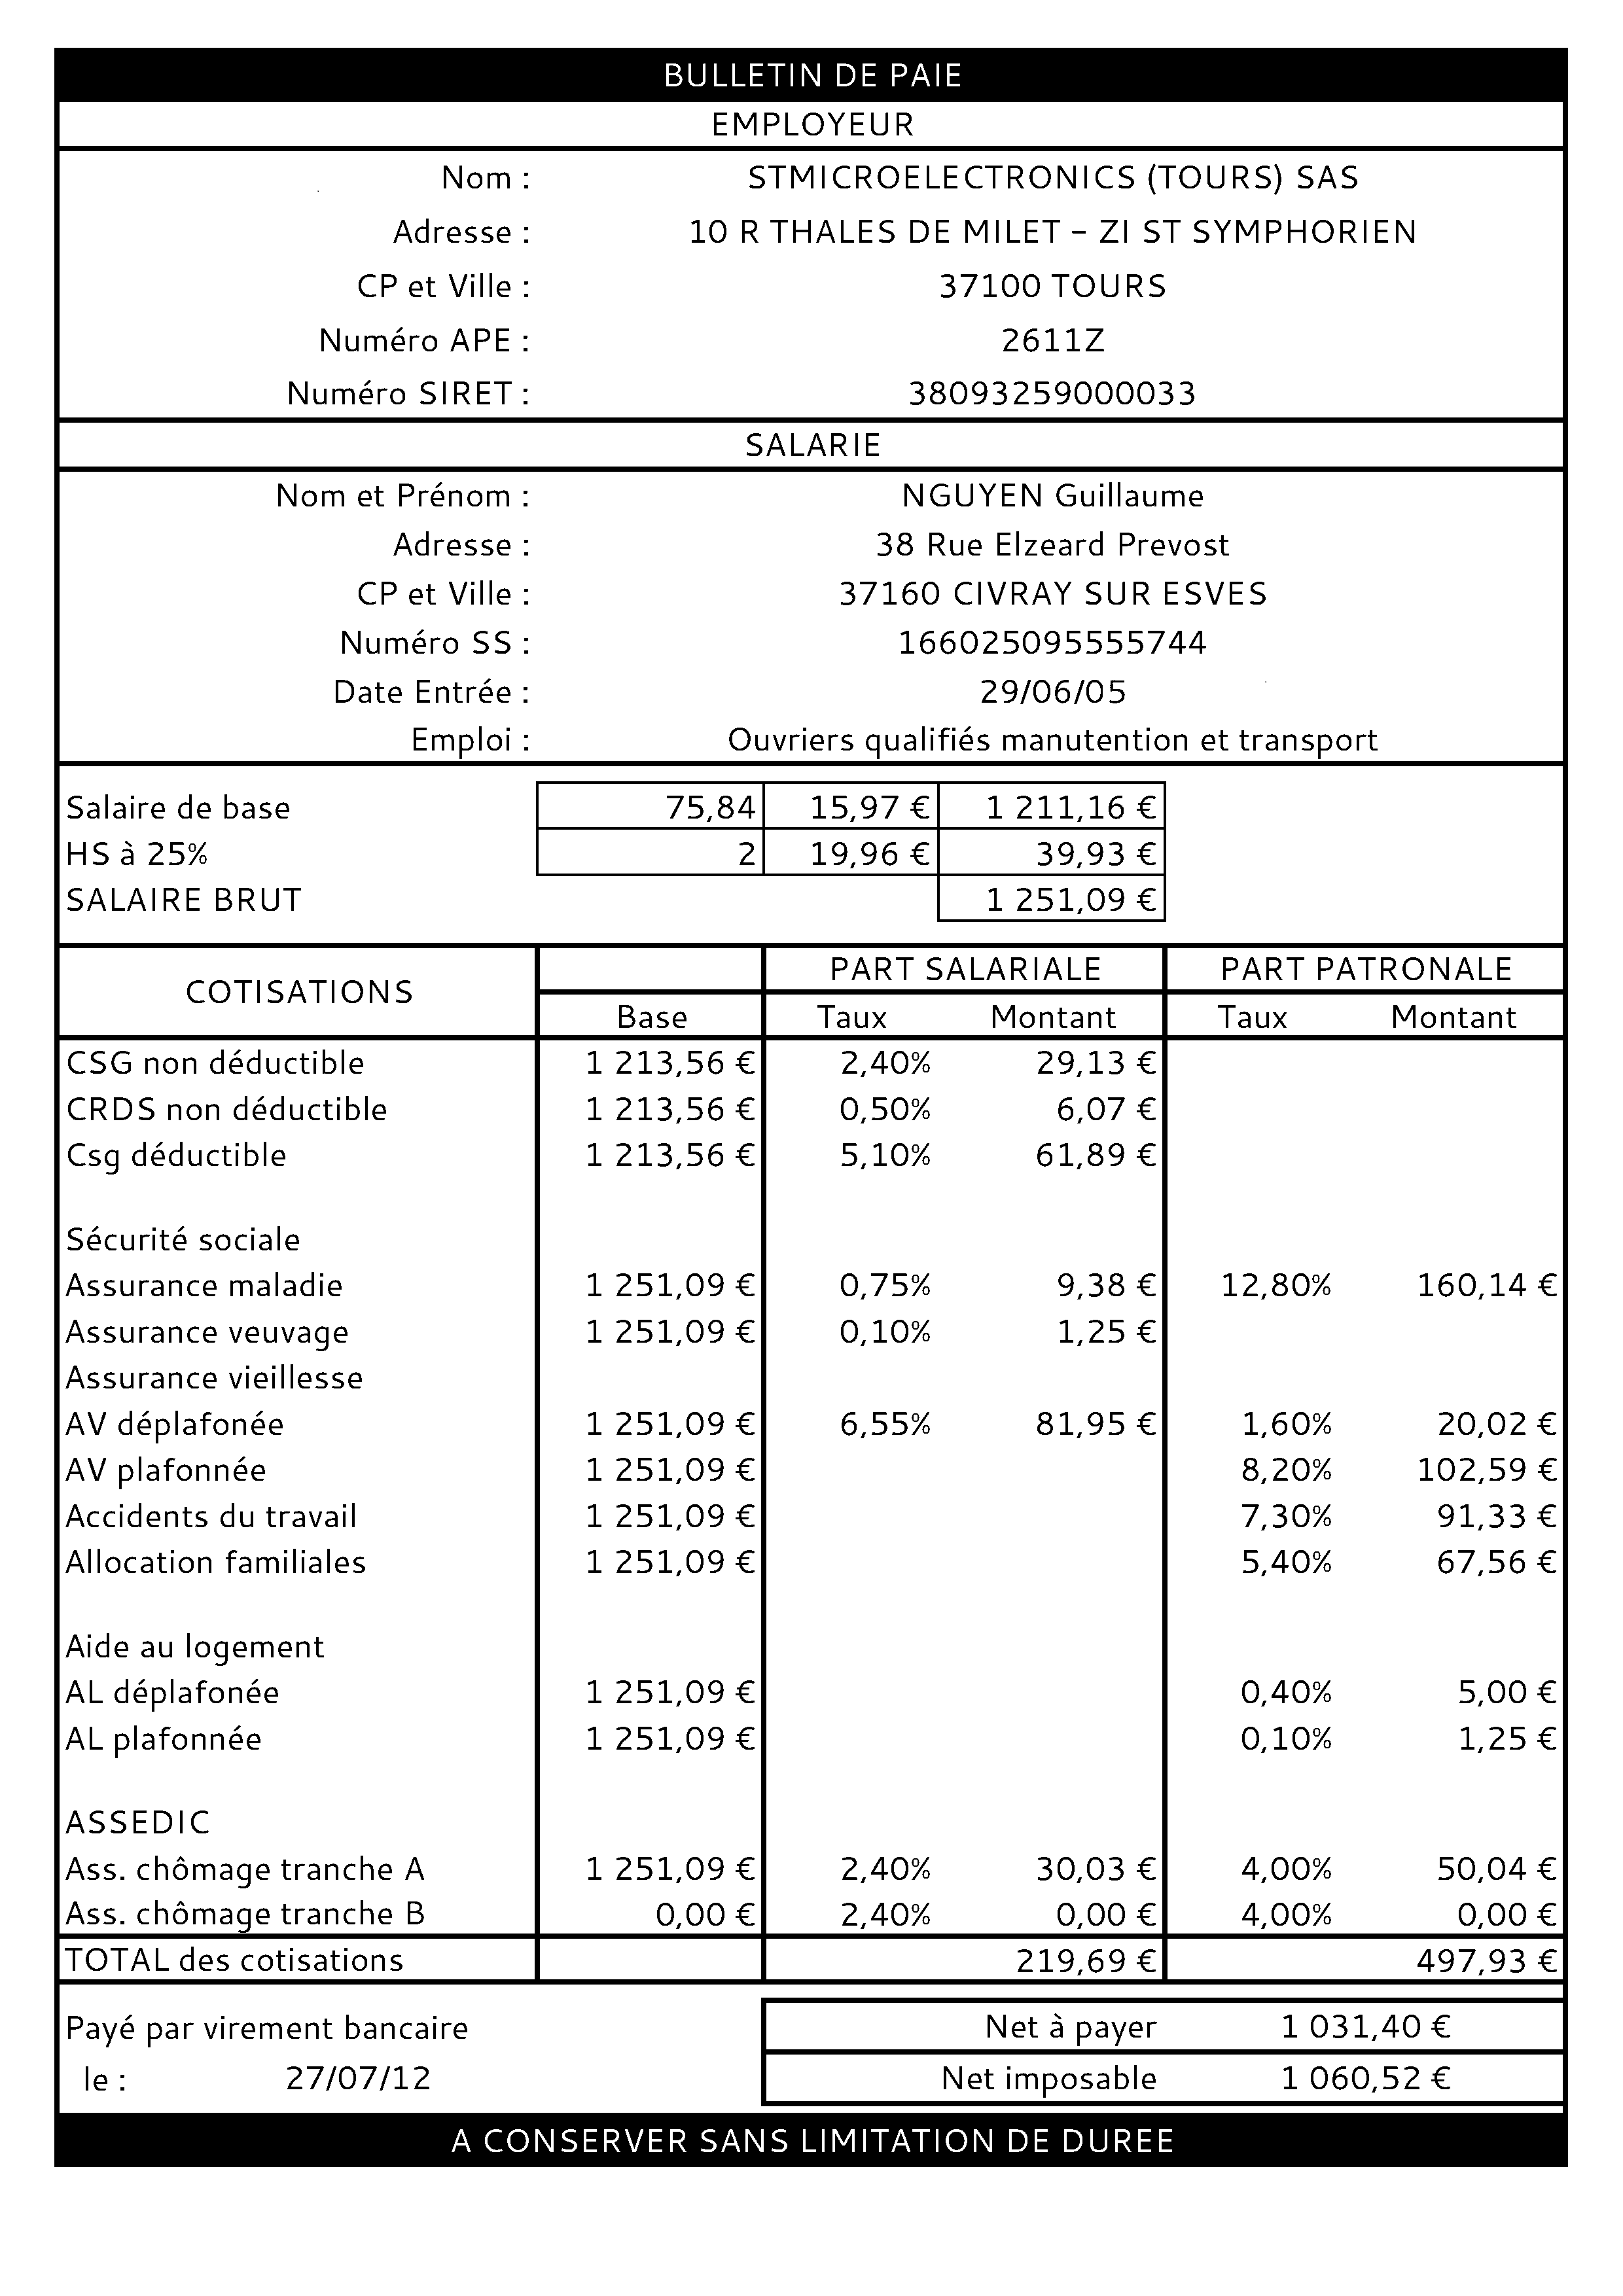 BULLETIN DE PAIE
EMPLOYEUR
Nom : STMICROELECTRONICS (TOURS) SAS
Adresse : 10 R THALES DE MILET - ZI ST SYMPHORIEN
CP et Ville : 37100 TOURS
Numéro APE : 2611Z
Numéro SIRET : 38093259000033
SALARIE
Nom et Prénom : NGUYEN Guillaume
Adresse : 38 Rue Elzeard Prevost
CP et Ville : 37160 CIVRAY SUR ESVES
Numéro SS : 166025095555744
Date Entrée : 29/06/05
Emploi : Ouvriers qualifiés manutention et transport
Salaire de base 75,84 15,97 € 1 211,16 €
HS à 25% 2 19,96 € 39,93 €
SALAIRE BRUT 1 251,09 €
COTISATIONS PART SALARIALE PART PATRONALE
Base Taux Montant Taux Montant
CSG non déductible 1 213,56 € 2,40% 29,13 €
CRDS non déductible 1 213,56 € 0,50% 6,07 €
Csg déductible 1 213,56 € 5,10% 61,89 €
Sécurité sociale
Assurance maladie 1 251,09 € 0,75% 9,38 € 12,80% 160,14 €
Assurance veuvage 1 251,09 € 0,10% 1,25 €
Assurance vieillesse
AV déplafonée 1 251,09 € 6,55% 81,95 € 1,60% 20,02 €
AV plafonnée 1 251,09 € 8,20% 102,59 €
Accidents du travail 1 251,09 € 7,30% 91,33 €
Allocation familiales 1 251,09 € 5,40% 67,56 €
Aide au logement
AL déplafonée 1 251,09 € 0,40% 5,00 €
AL plafonnée 1 251,09 € 0,10% 1,25 €
ASSEDIC
Ass. chômage tranche A 1 251,09 € 2,40% 30,03 € 4,00% 50,04 €
Ass. chômage tranche B 0,00 € 2,40% 0,00 € 4,00% 0,00 €
TOTAL des cotisations 219,69 € 497,93 €
Payé par virement bancaire Net à payer 1 031,40 €
le : 27/07/12 Net imposable 1 060,52 €
A CONSERVER SANS LIMITATION DE DUREE